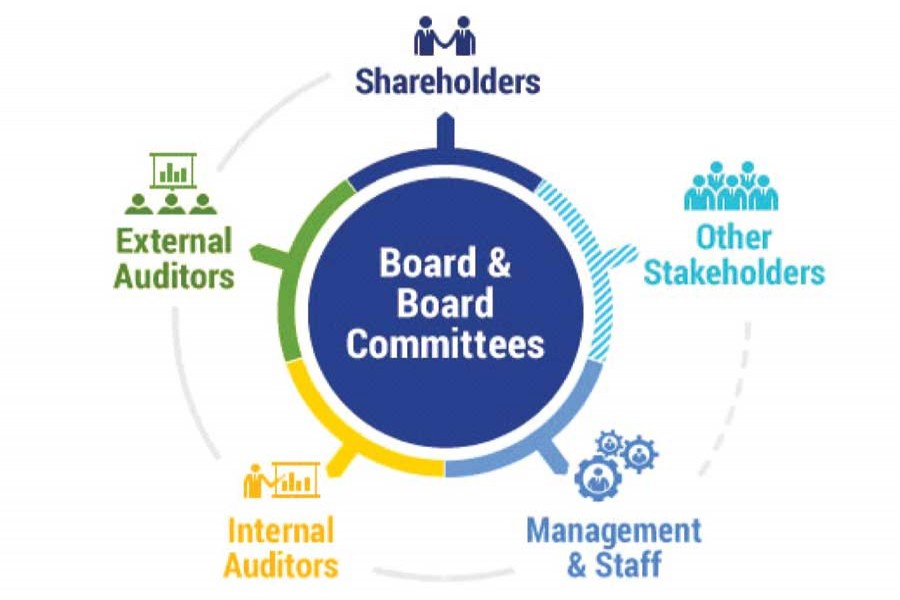 Shareholders
External
Auditors
Other
Stakeholders
Board &
Board
Committees
Internal
Auditors
Management
& Staff